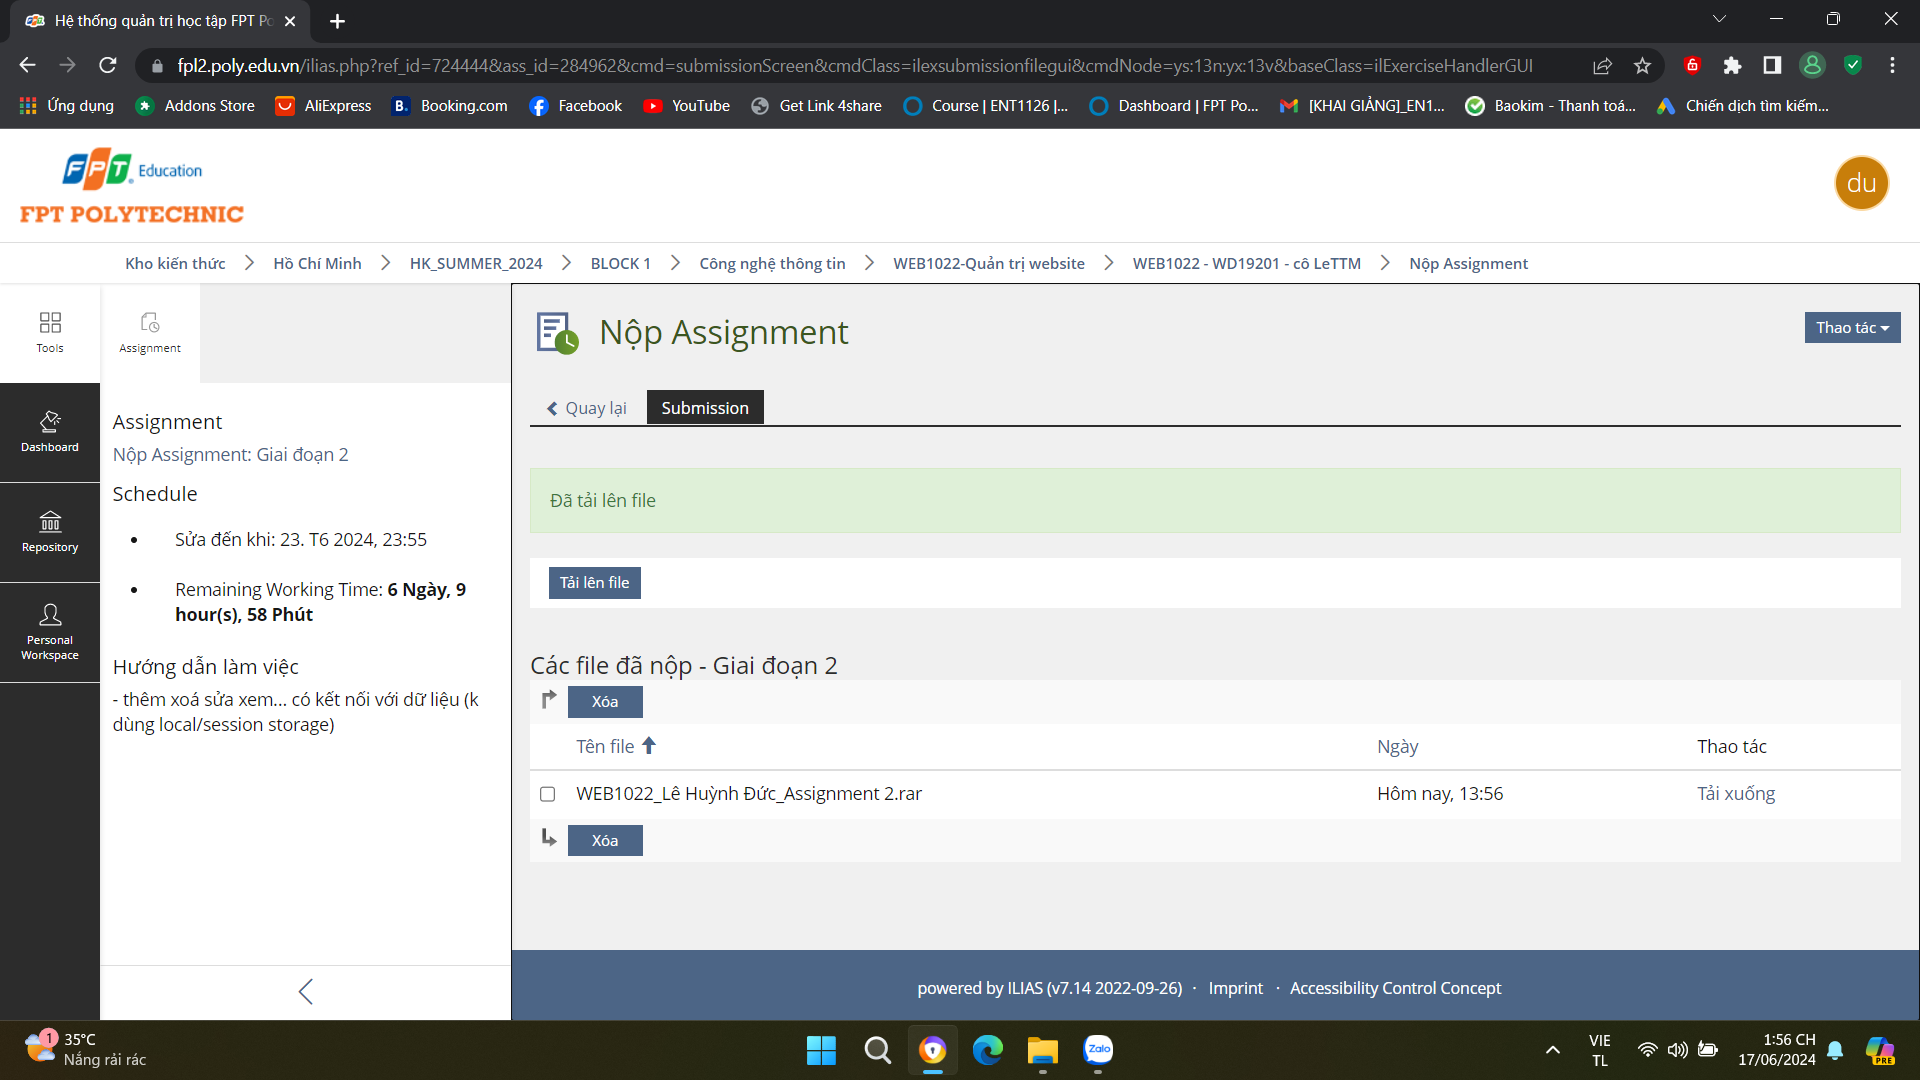 Hệ thống quản trị học tập FPT Po
fpl2.poly.edu.vn/ilias.php?ref_id=724444&ass_id=284962&cmd=submissionScreen&cmdClass=ilexsubmissionfilegui&cmdNode=ys:13n:yx:13v&baseClass=ilExerciseHandlerGUI
Ứng dụng Addons Store AliExpress B. Booking.com Facebook YouTube Get Link 4share Course | ENT1126 |... Dashboard | FPT Po... [KHAI GIẢNG]_EN1... Baokim - Thanh toá... Chiến dịch tìm kiếm...
FPT Education
FPT POLYTECHNIC
du
Kho kiến thức Hồ Chí Minh HK_SUMMER_2024 BLOCK 1 Công nghệ thông tin WEB1022-Quản trị website WEB1022 - WD19201 - cô LeTTM Nộp Assignment
Tools
Assignment
Dashboard
Repository
Personal
Workspace
Assignment
Nộp Assignment: Giai đoạn 2
Schedule
• Sửa đến khi: 23. T6 2024, 23:55
• Remaining Working Time: 6 Ngày, 9
hour(s), 58 Phút
Hướng dẫn làm việc
- thêm xoá sửa xem... có kết nối với dữ liệu (k
dùng local/session storage)
Nộp Assignment
Thao tác
Quay lại
Submission
Đã tải lên file
Tải lên file
Các file đã nộp - Giai đoạn 2
Xóa
Tên file Ngày Thao tác
WEB1022_Lê Huỳnh Đức_Assignment 2.rar Hôm nay, 13:56 Tải xuống
Xóa
powered by ILIAS (v7.14 2022-09-26) · Imprint · Accessibility Control Concept
1
35°C
Nắng rải rác
Zalo
VIE
TL
1:56 CH
17/06/2024
PRE